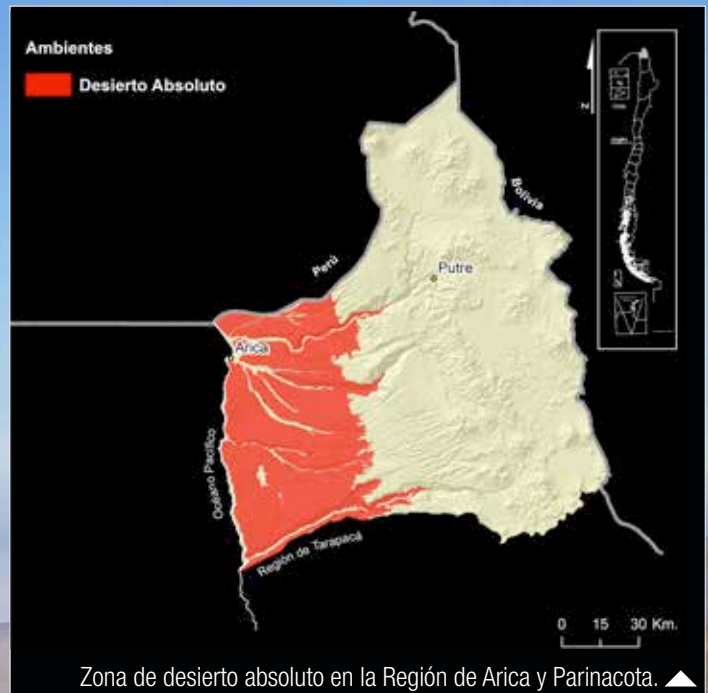 Ambientes
Desierto Absoluto
N
Perú
Bolivia
Putre
Arica
Océano Pacífico
Región de Tarapacá
0 15 30 Km.
Zona de desierto absoluto en la Región de Arica y Parinacota.